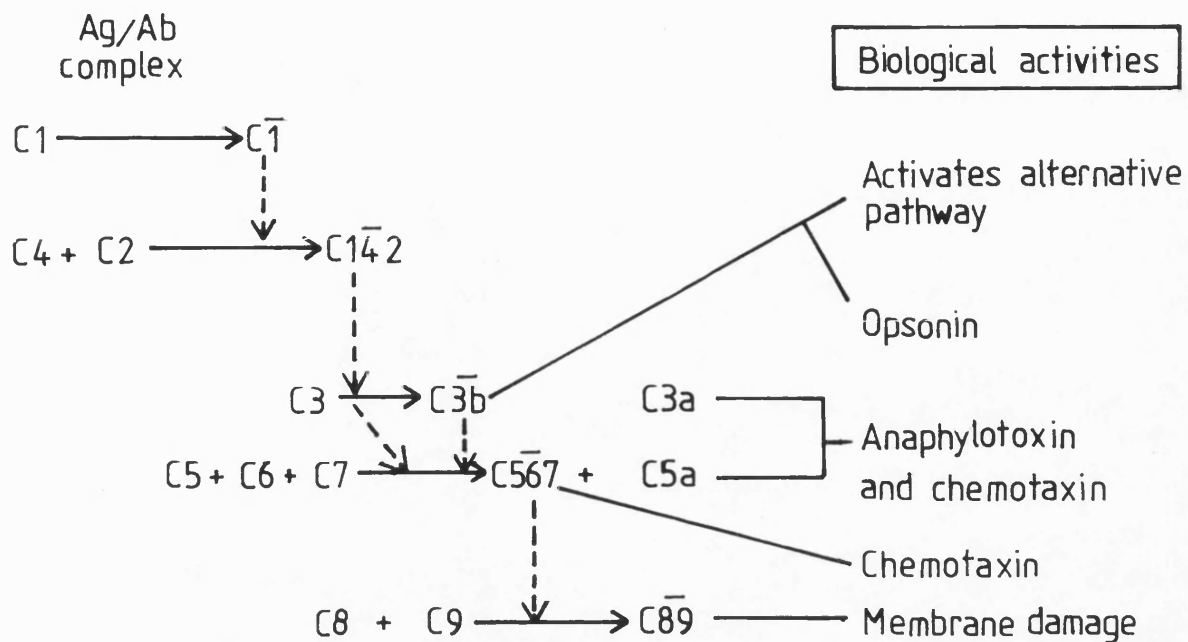 Ag/Ab
complex
Biological activities
C1
C1̅
Activates alternative
pathway
C4 + C2
C14̅2
Opsonin
C3
C3̅b
C3a
Anaphylotoxin
and chemotaxin
C5 + C6 + C7
C56̅7 +
C5a
Chemotaxin
C8 + C9
C8̅9
Membrane damage